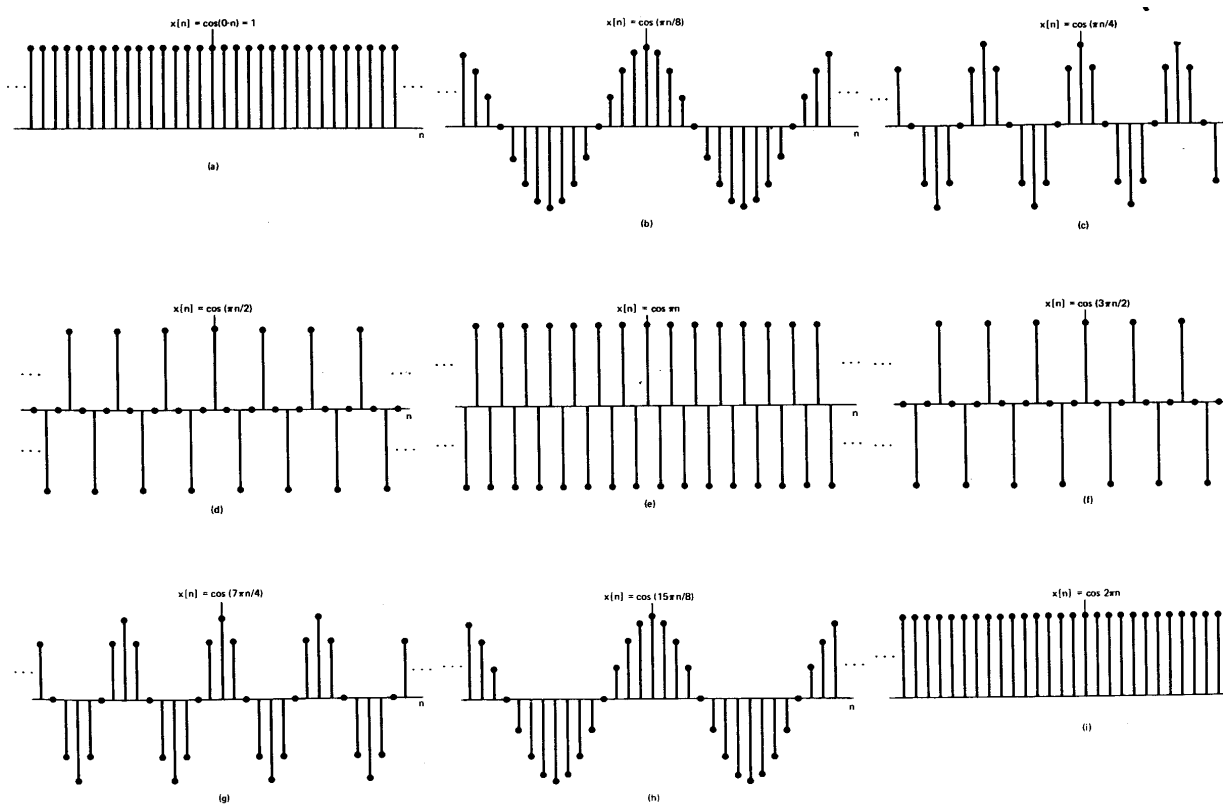 x[n] = cos(0·n) = 1
x[n] = cos (πn/8)
x[n] = cos (πn/4)
...
...
n
...
...
n
...
(a)
(b)
(c)
x[n] = cos (πn/2)
x[n] = cos πn
x[n] = cos (3πn/2)
...
...
...
...
n
n
...
...
...
...
(d)
(e)
(f)
x[n] = cos (7πn/4)
x[n] = cos (15πn/8)
x[n] = cos 2πn
...
...
...
...
...
n
n
(g)
(h)
(i)